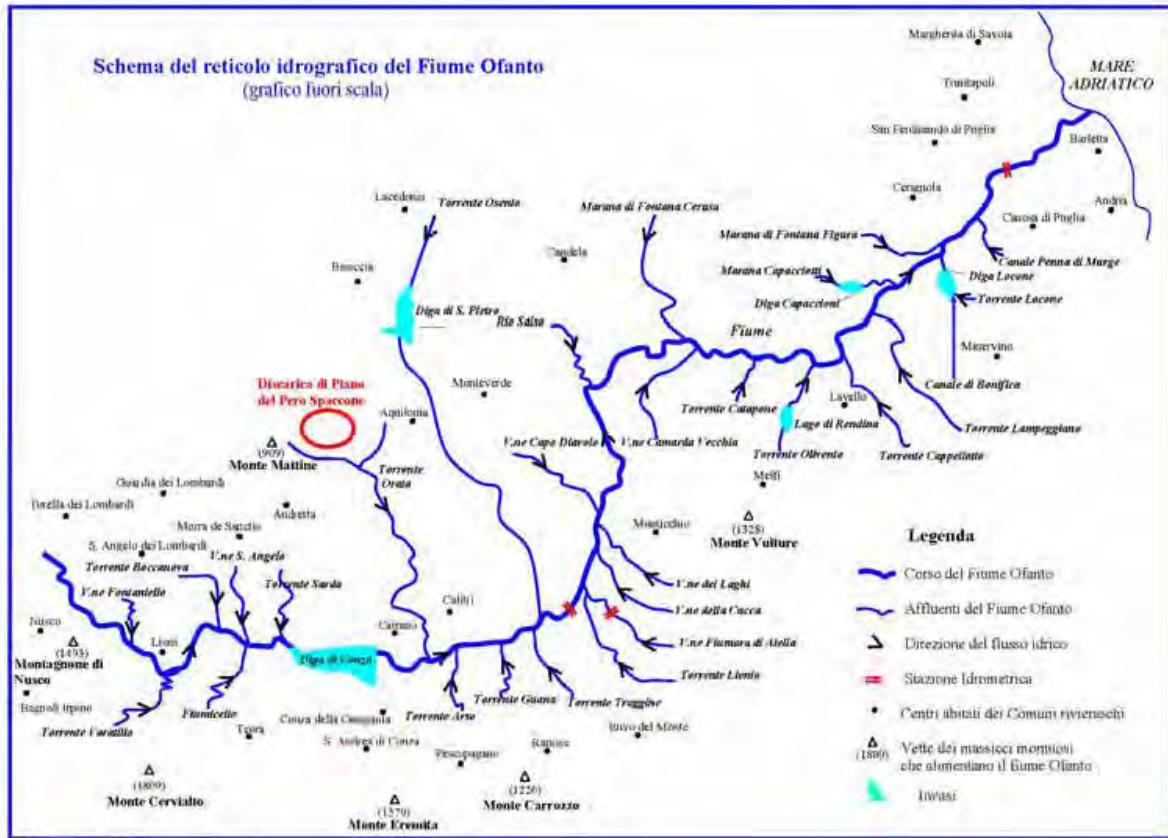 Schema del reticolo idrografico del Fiume Ofanto
(grafico fuori scala)
Margherita di Savoia
MARE
ADRIATICO
Trinitapoli
San Ferdinando di Puglia
Barletta
Cerignola
Andria
Canosa di Puglia
Lacedonia
Torrente Osento
Marana di Fontana Cerasa
Marana di Fontana Figura
Canale Penna di Murge
Candela
Bisaccia
Marana Capacciotti
Diga Locone
Diga Capaccioni
Torrente Locone
Diga di S. Pietro
Rio Salso
Fiume
Minervino
Discarica di Piano
del Pero Spaccone
Monteverde
Canale di Bonifica
Aquilonia
Torrente Catapone
Lavello
Lago di Rendina
Torrente Lampeggiano
V.ne Capo Diavolo
V.ne Camarda Vecchia
Torrente Olivento
Torrente Cappellotto
(909)
Monte Mattine
Torrente
Orata
Melfi
Guardia dei Lombardi
Torella dei Lombardi
Andretta
Morra de Sanctis
Monticchio
(1328)
Monte Vulture
S. Angelo dei Lombardi
V.ne S. Angelo
Torrente Boccanova
Torrente Sarda
V.ne Fontaniello
V.ne dei Laghi
Calitri
V.ne della Cacca
Nusco
Lioni
Cairano
(1493)
Montagnone di
Nusco
Diga di Conza
V.ne Fiumara di Atella
Torrente Liento
Bagnoli Irpino
Fiumicello
Torrente Guana
Torrente Traggine
Torrente Arso
Conza della Campania
Torrente Varatillo
Teora
S. Andrea di Conza
Ruvo del Monte
Pescopagano
Rapone
(1809)
Monte Cervialto
(1220)
Monte Carrozzo
(1579)
Monte Eremita
Legenda
Corso del Fiume Ofanto
Affluenti del Fiume Ofanto
Direzione del flusso idrico
Stazione Idrometrica
Centri abitati dei Comuni rivieraschi
(1809)
Vette dei massicci montuosi
che alimentano il fiume Ofanto
Invasi